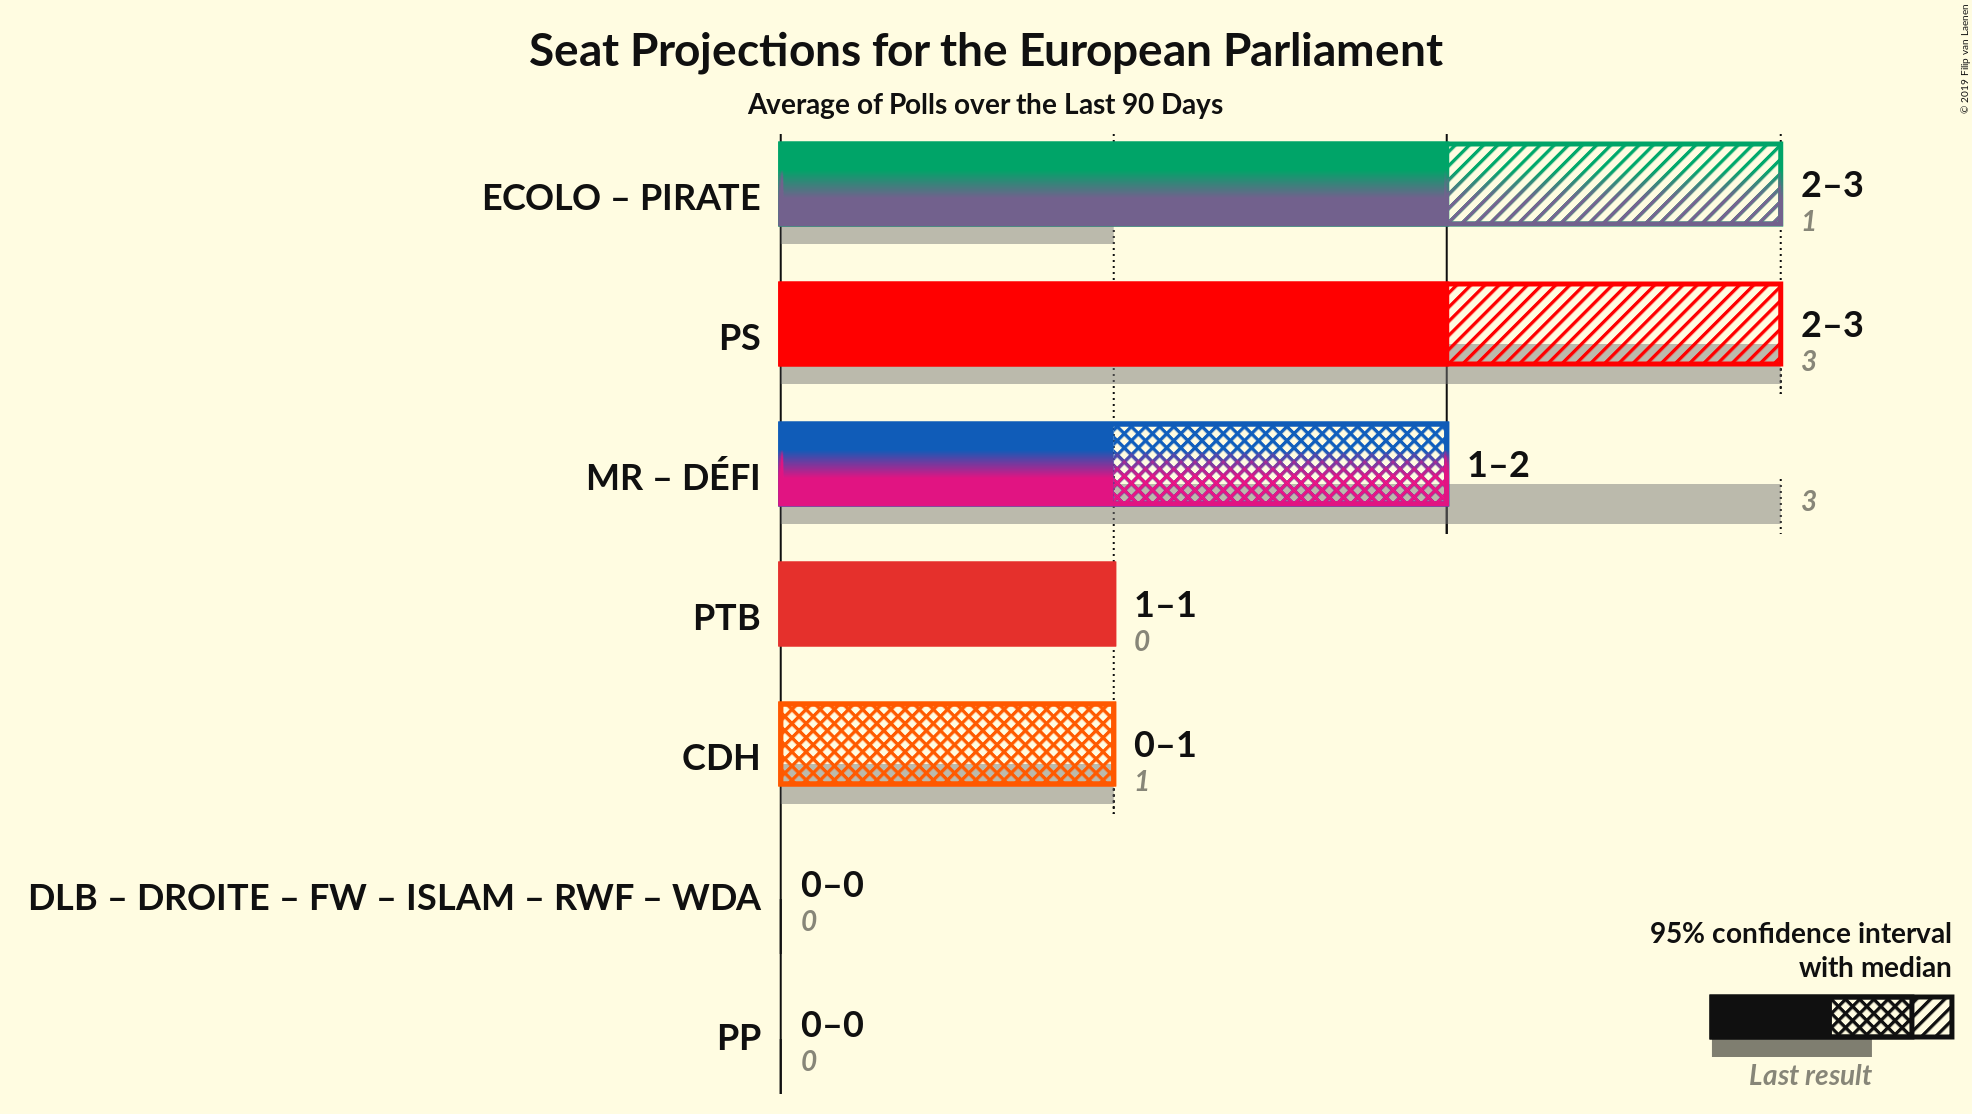 Seat Projections for the European Parliament
Average of Polls over the Last 90 Days
© 2019 Filip van Laenen
ECOLO – PIRATE
2–3
1
PS
2–3
3
MR – DÉFI
1–2
3
PTB
1–1
0
CDH
0–1
1
DLB – DROITE – FW – ISLAM – RWF – WDA
0–0
0
PP
0–0
0
95% confidence interval
with median
Last result